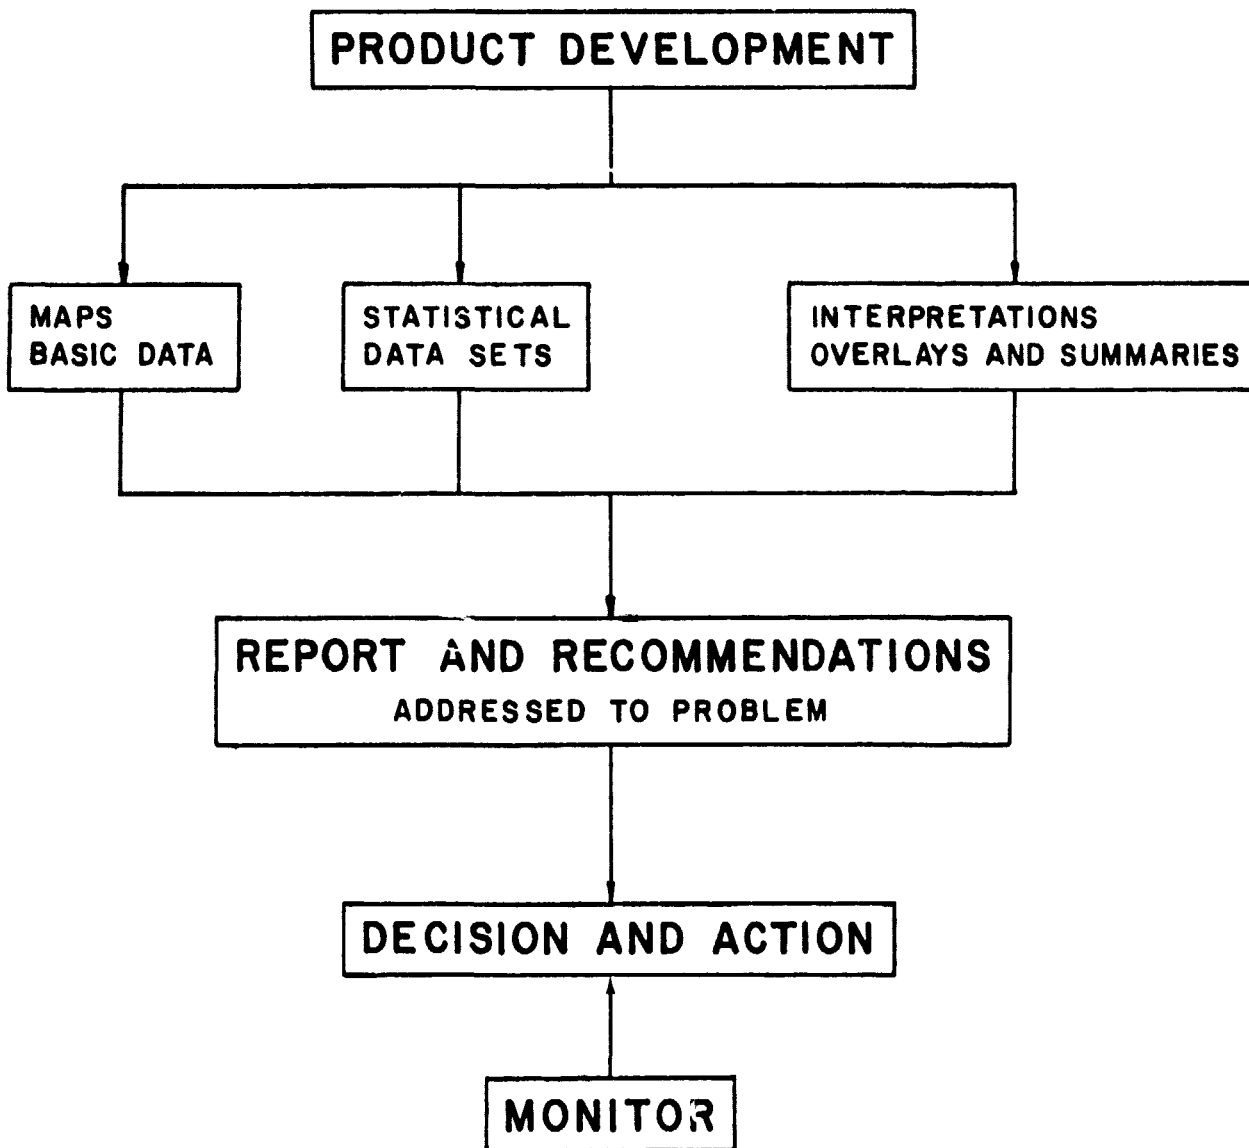 PRODUCT DEVELOPMENT
MAPS
BASIC DATA
STATISTICAL
DATA SETS
INTERPRETATIONS
OVERLAYS AND SUMMARIES
REPORT AND RECOMMENDATIONS
ADDRESSED TO PROBLEM
DECISION AND ACTION
MONITOR